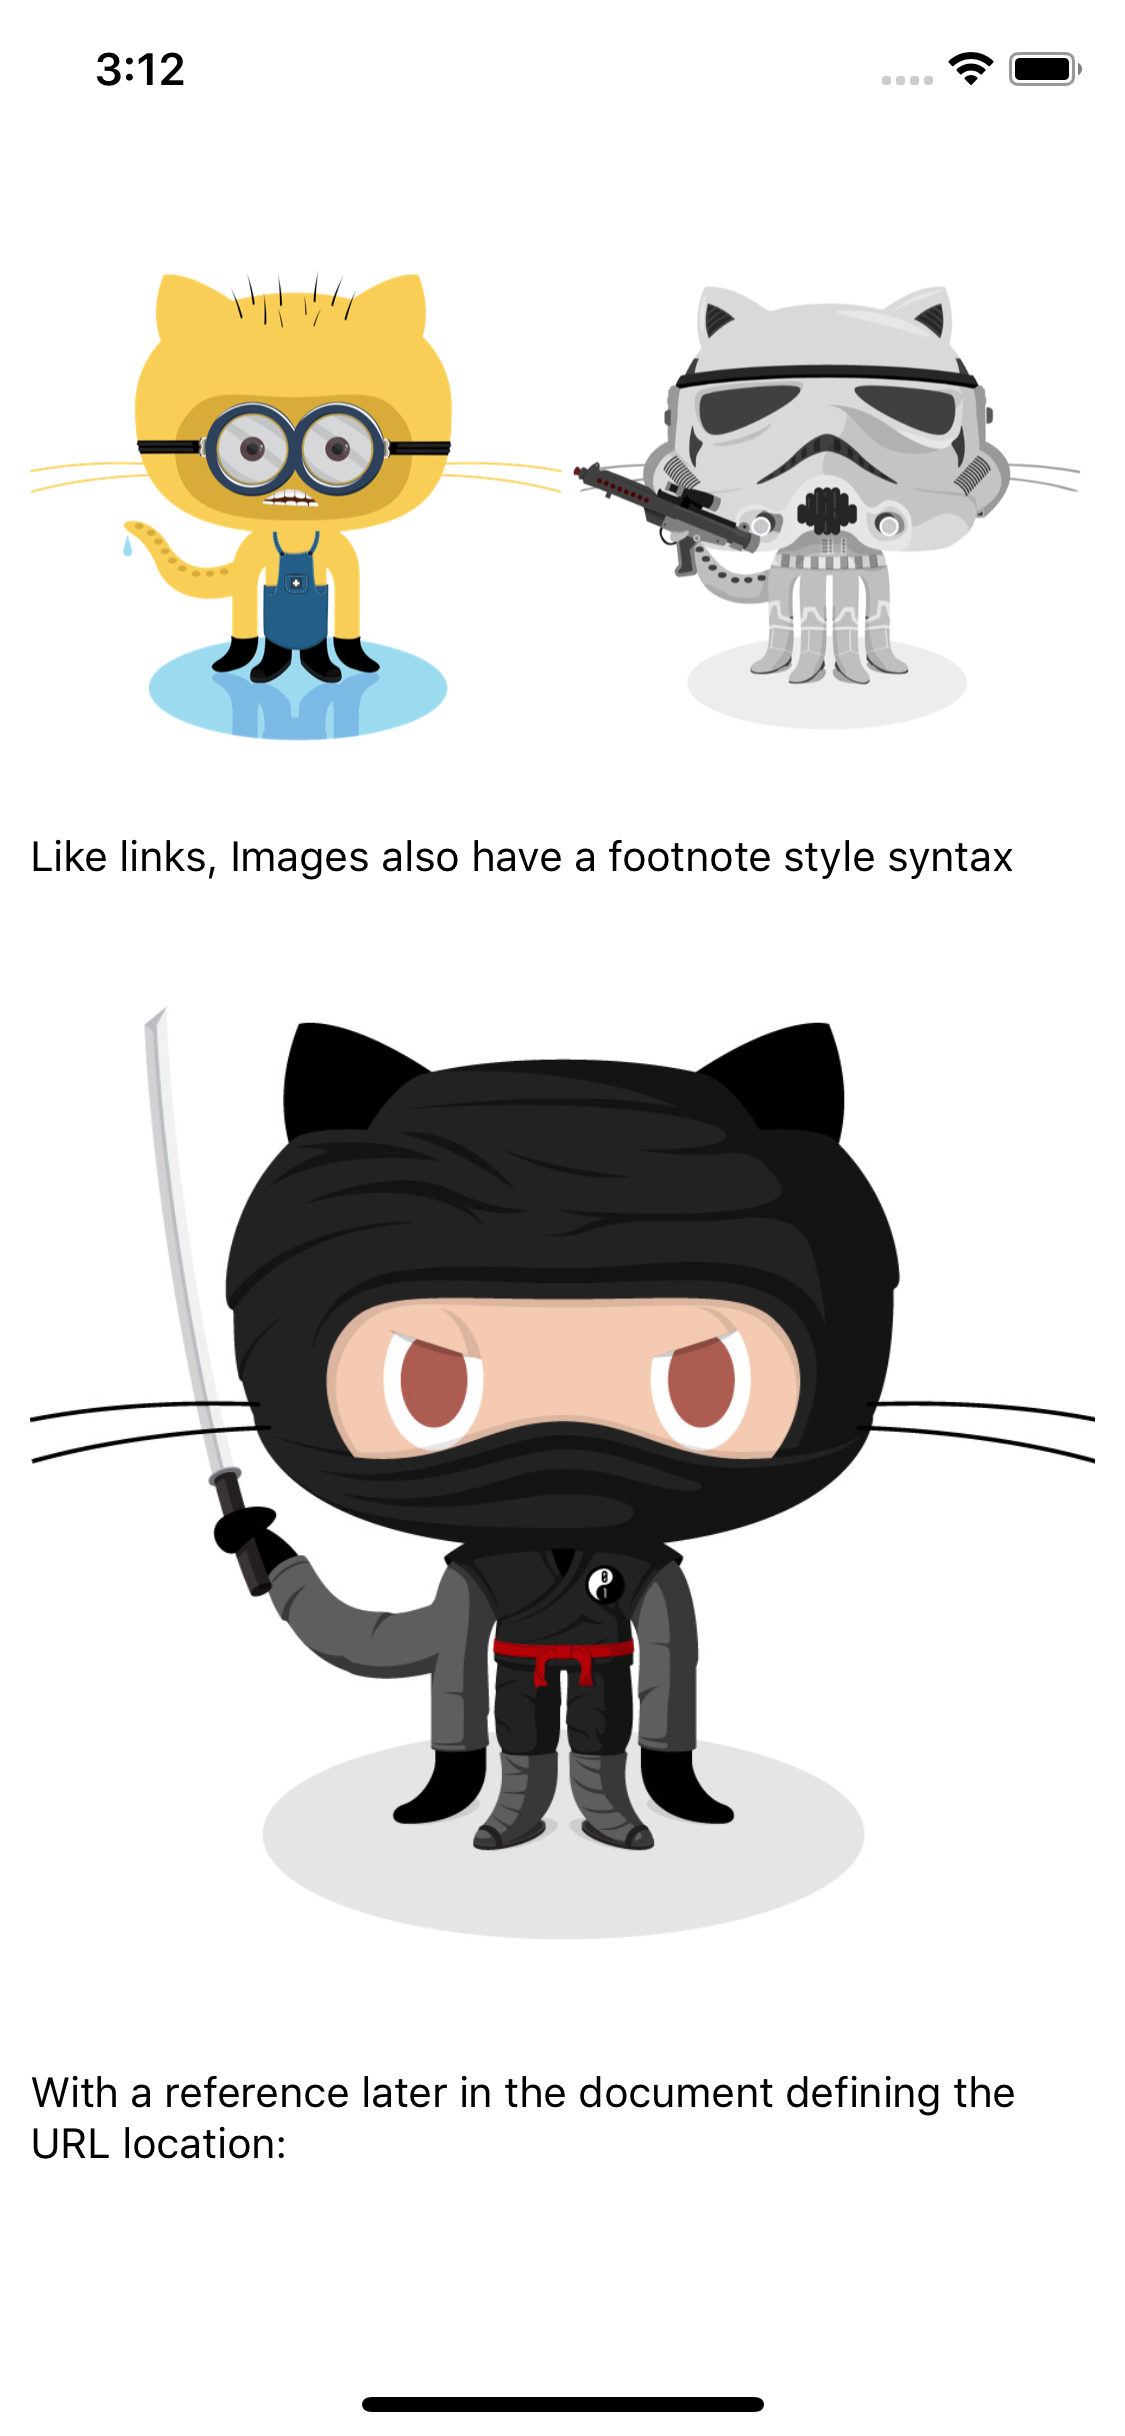 3:12
Like links, Images also have a footnote style syntax
With a reference later in the document defining the
URL location: